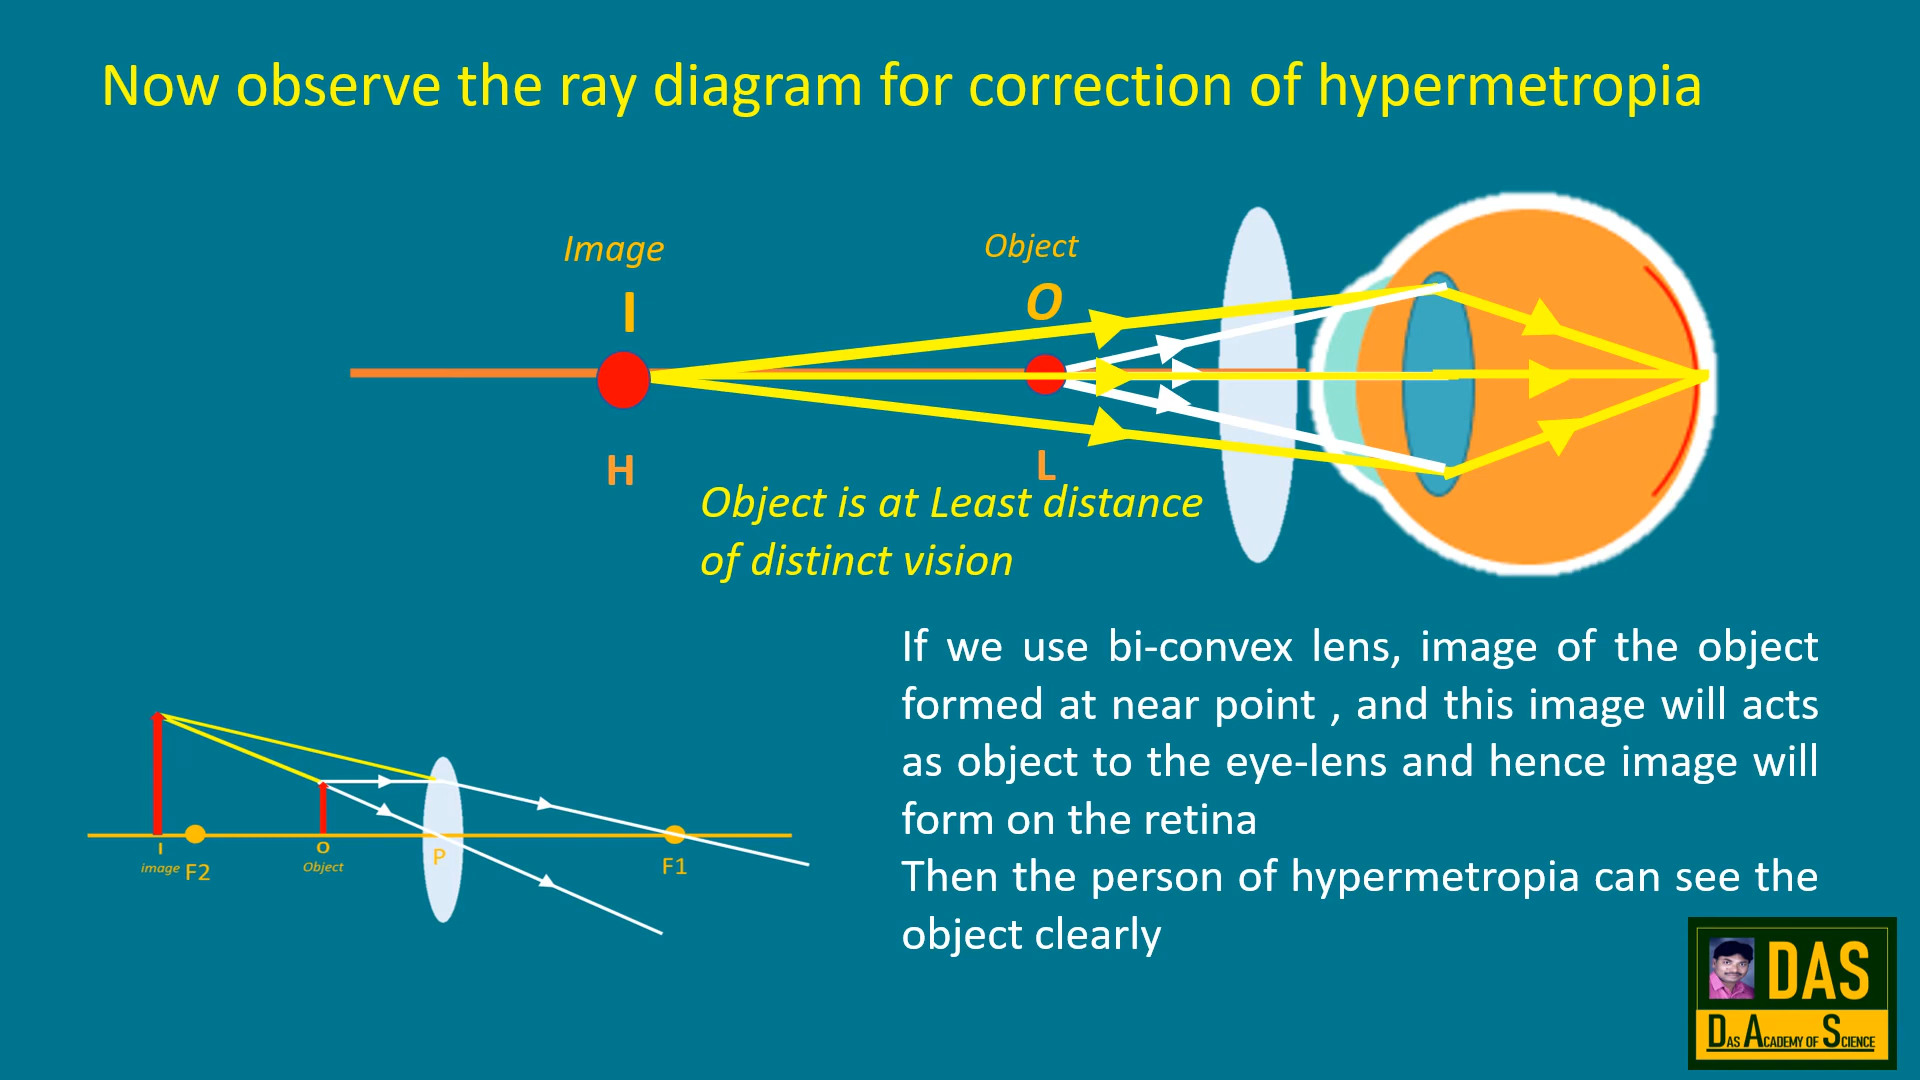 Now observe the ray diagram for correction of hypermetropia
Image
Object
I
O
H
L
Object is at Least distance
of distinct vision
If we use bi-convex lens, image of the object
formed at near point , and this image will acts
as object to the eye-lens and hence image will
form on the retina
Then the person of hypermetropia can see the
object clearly
I
image
F2
O
Object
P
F1
DAS
DAS ACADEMY OF SCIENCE